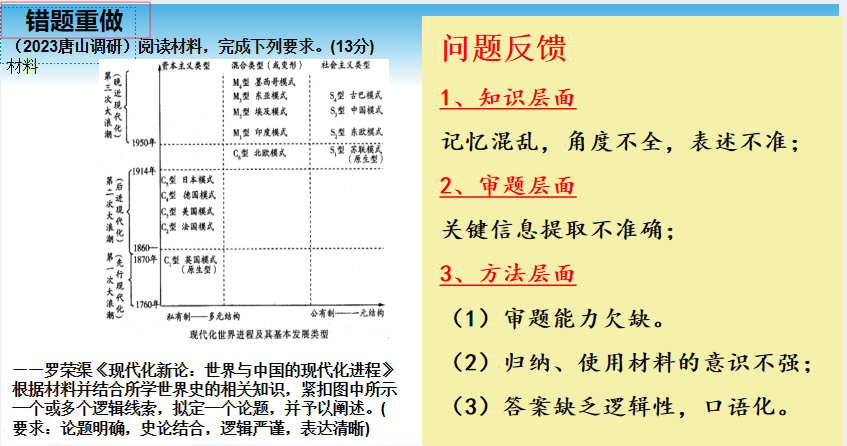 错题重做
（2023唐山调研）阅读材料，完成下列要求。(13分)
材料
资本主义类型 混合类型（或变形） 社会主义类型
第三次大浪潮（晚近现代化）
M₄型 墨西哥模式
M₃型 东亚模式 S₄型 古巴模式
M₂型 埃及模式 S₃型 中国模式
M₁型 印度模式 S₂型 东欧模式
1950年
C₆型 北欧模式 S₁型 苏联模式
（原生型）
1914年
第二次大浪潮（后进现代化）
C₅型 日本模式
C₄型 德国模式
C₃型 美国模式
C₂型 法国模式
1860—
1870年
第一次大浪潮（先行现代化）
C₁型 英国模式
（原生型）
1760年
私有制——多元结构 公有制——一元结构
现代化世界进程及其基本发展类型
——罗荣渠《现代化新论：世界与中国的现代化进程》
根据材料并结合所学世界史的相关知识，紧扣图中所示
一个或多个逻辑线索，拟定一个论题，并予以阐述。(
要求：论题明确，史论结合，逻辑严谨，表达清晰)
问题反馈
1、知识层面
记忆混乱，角度不全，表述不准；
2、审题层面
关键信息提取不准确；
3、方法层面
（1）审题能力欠缺。
（2）归纳、使用材料的意识不强；
（3）答案缺乏逻辑性，口语化。